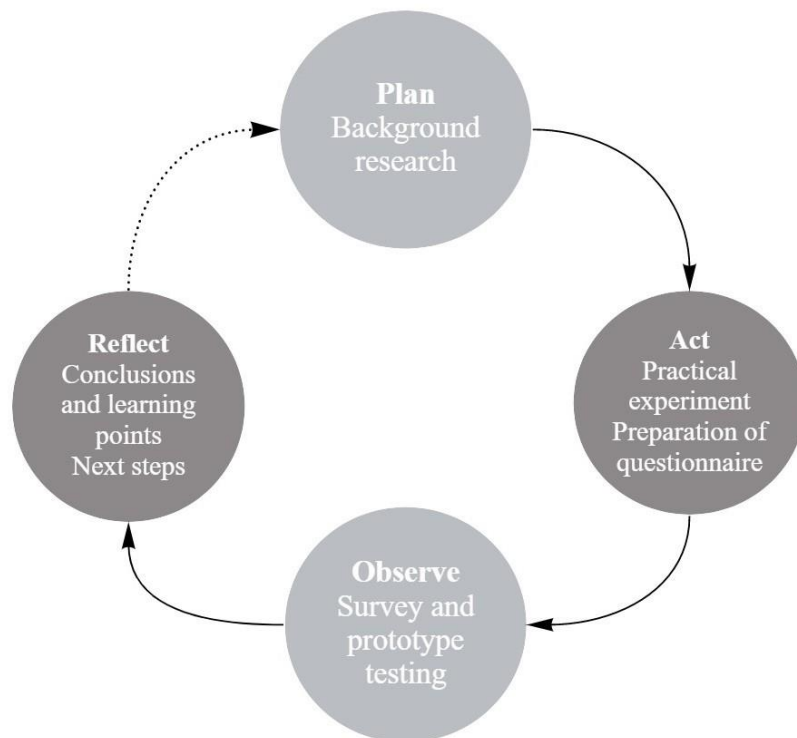 Plan
Background
research
Act
Practical
experiment
Preparation of
questionnaire
Observe
Survey and
prototype
testing
Reflect
Conclusions
and learning
points
Next steps